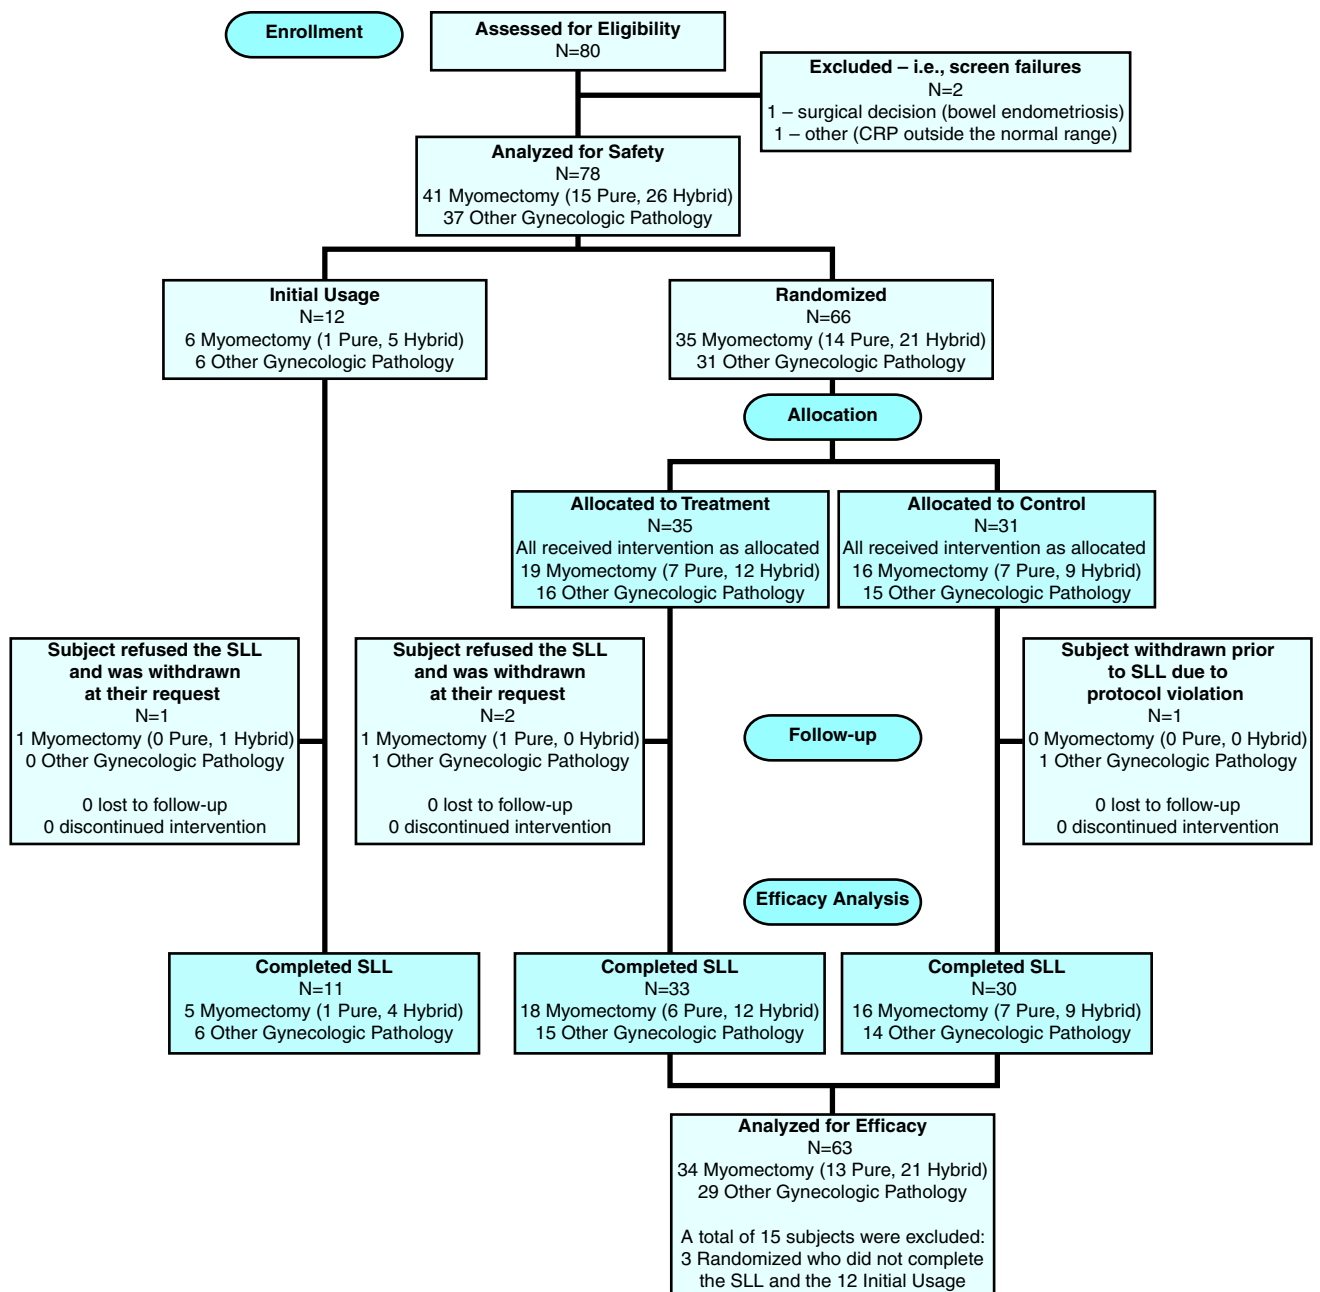 Enrollment
Assessed for Eligibility
N=80
Excluded – i.e., screen failures
N=2
1 – surgical decision (bowel endometriosis)
1 – other (CRP outside the normal range)
Analyzed for Safety
N=78
41 Myomectomy (15 Pure, 26 Hybrid)
37 Other Gynecologic Pathology
Initial Usage
N=12
6 Myomectomy (1 Pure, 5 Hybrid)
6 Other Gynecologic Pathology
Randomized
N=66
35 Myomectomy (14 Pure, 21 Hybrid)
31 Other Gynecologic Pathology
Allocation
Allocated to Treatment
N=35
All received intervention as allocated
19 Myomectomy (7 Pure, 12 Hybrid)
16 Other Gynecologic Pathology
Allocated to Control
N=31
All received intervention as allocated
16 Myomectomy (7 Pure, 9 Hybrid)
15 Other Gynecologic Pathology
Subject refused the SLL
and was withdrawn
at their request
N=1
1 Myomectomy (0 Pure, 1 Hybrid)
0 Other Gynecologic Pathology
0 lost to follow-up
0 discontinued intervention
Subject refused the SLL
and was withdrawn
at their request
N=2
1 Myomectomy (1 Pure, 0 Hybrid)
1 Other Gynecologic Pathology
0 lost to follow-up
0 discontinued intervention
Follow-up
Subject withdrawn prior
to SLL due to
protocol violation
N=1
0 Myomectomy (0 Pure, 0 Hybrid)
1 Other Gynecologic Pathology
0 lost to follow-up
0 discontinued intervention
Efficacy Analysis
Completed SLL
N=11
5 Myomectomy (1 Pure, 4 Hybrid)
6 Other Gynecologic Pathology
Completed SLL
N=33
18 Myomectomy (6 Pure, 12 Hybrid)
15 Other Gynecologic Pathology
Completed SLL
N=30
16 Myomectomy (7 Pure, 9 Hybrid)
14 Other Gynecologic Pathology
Analyzed for Efficacy
N=63
34 Myomectomy (13 Pure, 21 Hybrid)
29 Other Gynecologic Pathology
A total of 15 subjects were excluded:
3 Randomized who did not complete
the SLL and the 12 Initial Usage